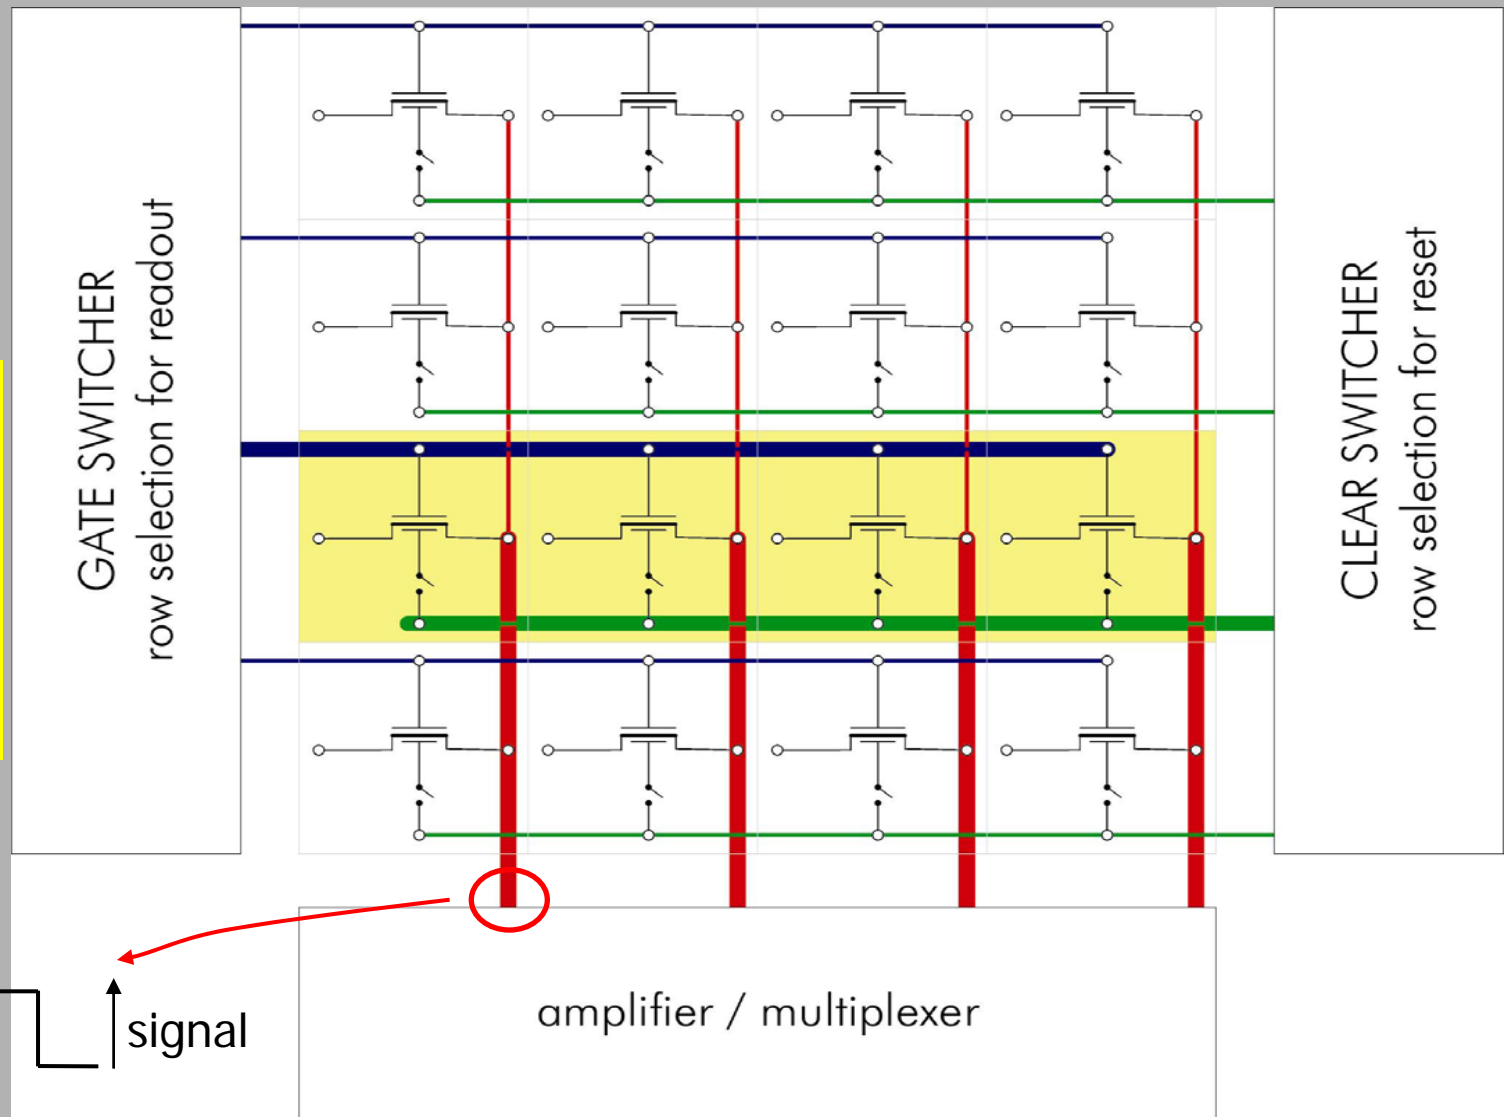 GATE SWITCHER
row selection for readout
CLEAR SWITCHER
row selection for reset
signal
amplifier / multiplexer